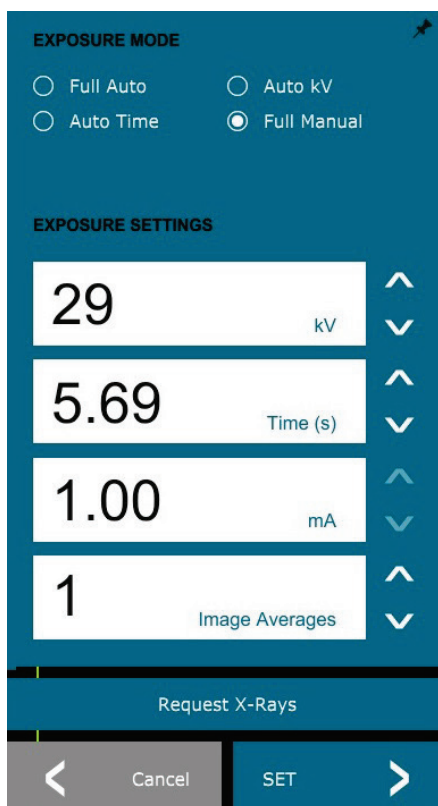 EXPOSURE MODE
Full Auto
Auto kV
Auto Time
Full Manual
EXPOSURE SETTINGS
29
kV
5.69
Time (s)
1.00
mA
1
Image Averages
Request X-Rays
Cancel
SET